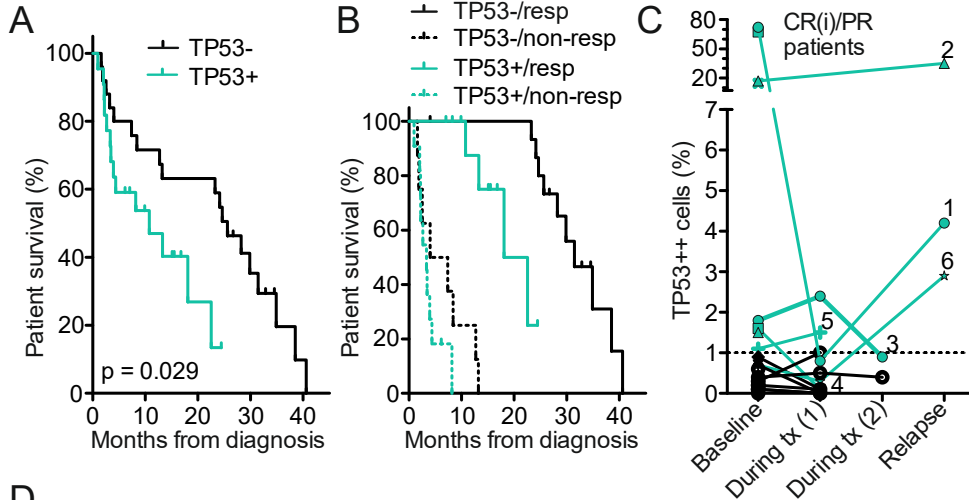 A
TP53-
TP53+
100
80
60
40
20
0
Patient survival (%)
p = 0.029
0 10 20 30 40
Months from diagnosis
B
TP53-/resp
TP53-/non-resp
TP53+/resp
TP53+/non-resp
100
80
60
40
20
0
Patient survival (%)
0 10 20 30 40
Months from diagnosis
C
CR(i)/PR
patients
80
50
20
7
6
5
4
3
2
1
0
TP53++ cells (%)
2
1
6
5
3
4
Baseline
During tx (1)
During tx (2)
Relapse
D